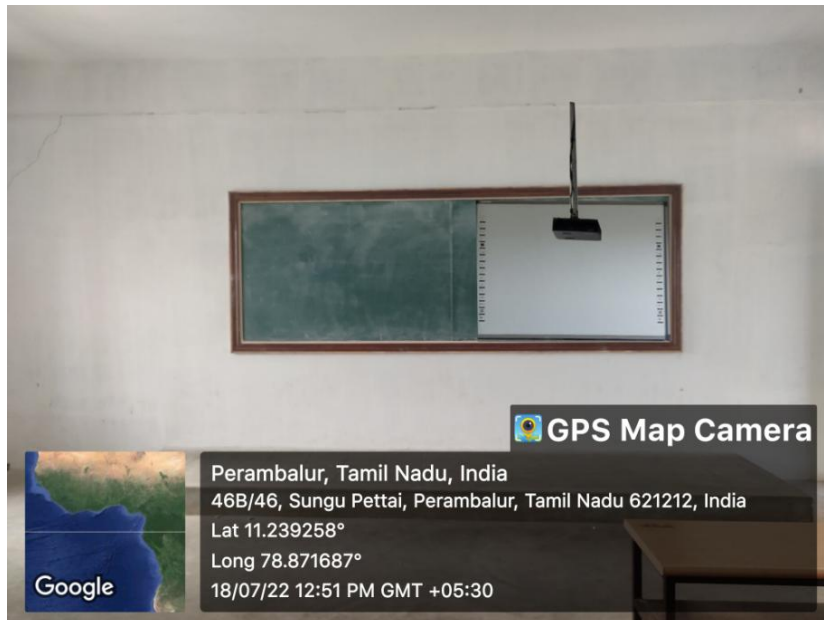 GPS Map Camera
Perambalur, Tamil Nadu, India
46B/46, Sungu Pettai, Perambalur, Tamil Nadu 621212, India
Lat 11.239258°
Long 78.871687°
18/07/22 12:51 PM GMT +05:30
Google